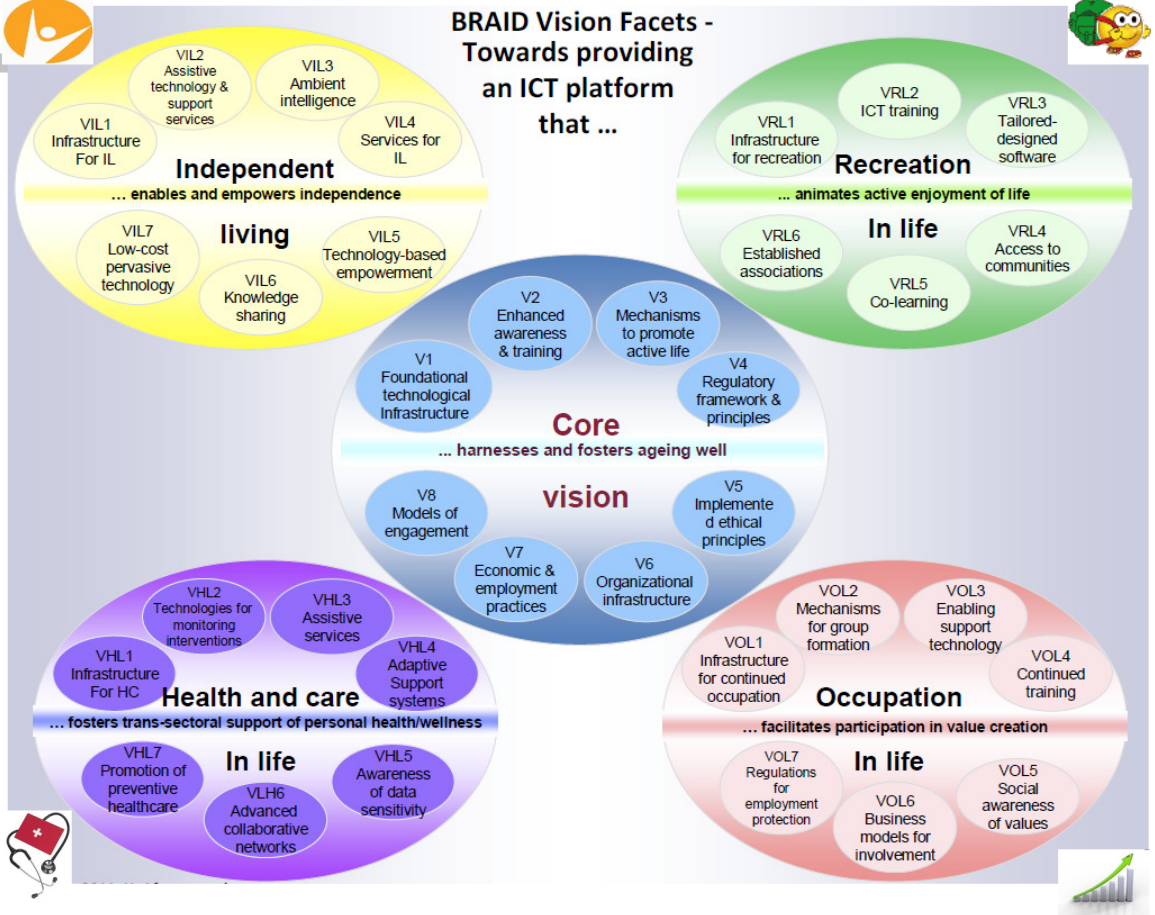 BRAID Vision Facets -
Towards providing
an ICT platform
that ...
VIL1
Infrastructure
For IL
VIL2
Assistive
technology &
support
services
VIL3
Ambient
intelligence
VIL4
Services for
IL
Independent
... enables and empowers independence
living
VIL7
Low-cost
pervasive
technology
VIL6
Knowledge
sharing
VIL5
Technology-based
empowerment
VRL1
Infrastructure
for recreation
VRL2
ICT training
VRL3
Tailored-
designed
software
Recreation
... animates active enjoyment of life
In life
VRL6
Established
associations
VRL5
Co-learning
VRL4
Access to
communities
V1
Foundational
technological
Infrastructure
V2
Enhanced
awareness
& training
V3
Mechanisms
to promote
active life
V4
Regulatory
framework &
principles
Core
... harnesses and fosters ageing well
vision
V8
Models of
engagement
V7
Economic &
employment
practices
V6
Organizational
infrastructure
V5
Implemente
d ethical
principles
VHL1
Infrastructure
For HC
VHL2
Technologies for
monitoring
interventions
VHL3
Assistive
services
VHL4
Adaptive
Support
systems
Health and care
... fosters trans-sectoral support of personal health/wellness
In life
VHL7
Promotion of
preventive
healthcare
VLH6
Advanced
collaborative
networks
VHL5
Awareness
of data
sensitivity
VOL1
Infrastructure
for continued
occupation
VOL2
Mechanisms
for group
formation
VOL3
Enabling
support
technology
VOL4
Continued
training
Occupation
... facilitates participation in value creation
In life
VOL7
Regulations
for
employment
protection
VOL6
Business
models for
involvement
VOL5
Social
awareness
of values